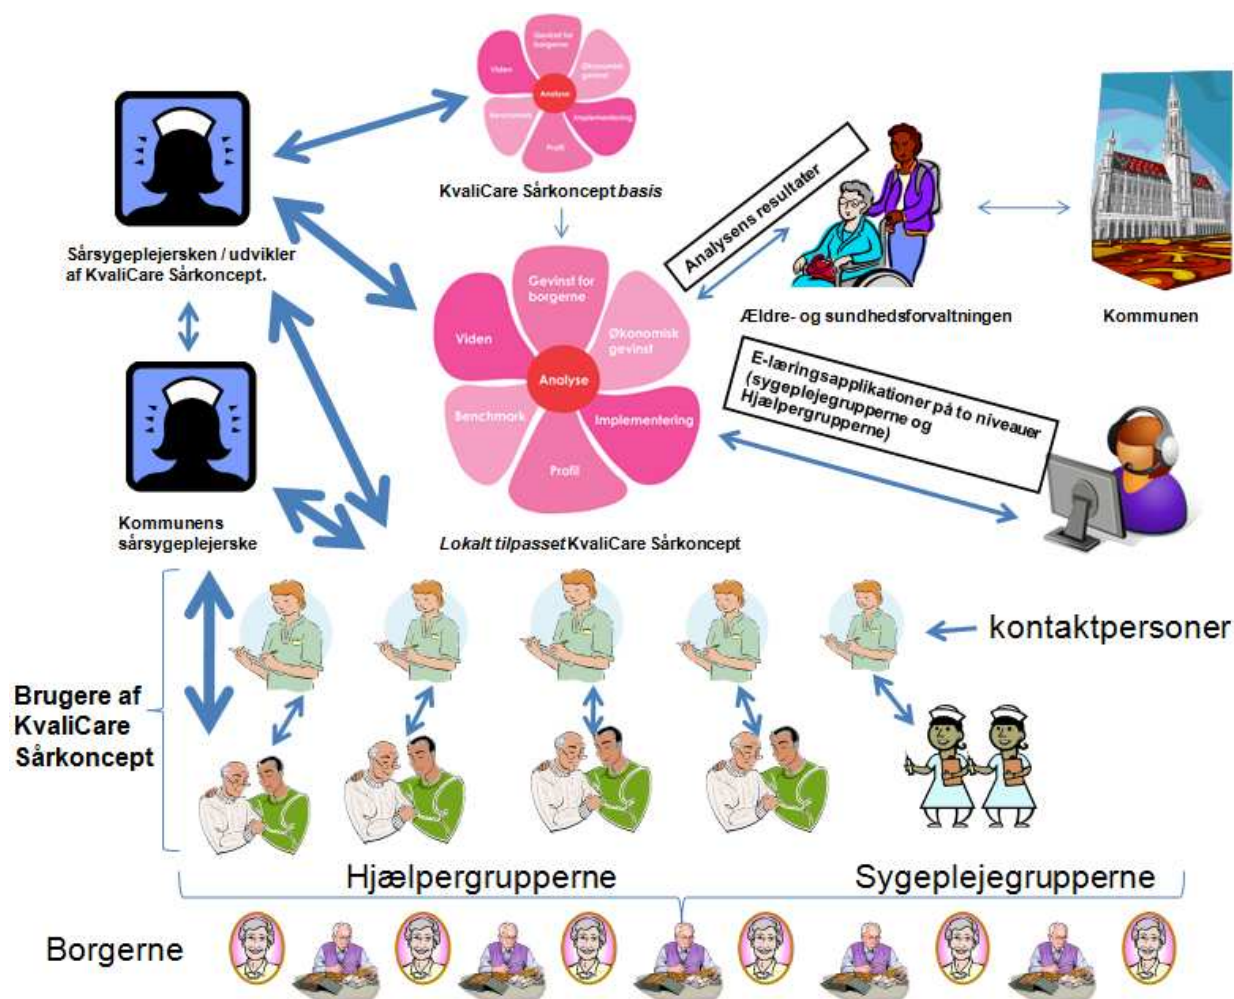 Gevinst for
borgerne
Viden
Økonomisk
gevinst
Analyse
Benchmark
Implementering
Profil
KvaliCare Sårkoncept basis
Sårsygeplejersken / udvikler
af KvaliCare Sårkoncept.
Analysens resultater
Ældre- og sundhedsforvaltningen
Kommunen
Gevinst for
borgerne
Viden
Økonomisk
gevinst
Analyse
Benchmark
Implementering
Profil
E-læringsapplikationer på to niveauer
(sygeplejegrupperne og
Hjælpergrupperne)
Kommunens
sårsygeplejerske
Lokalt tilpasset KvaliCare Sårkoncept
kontaktpersoner
Brugere af
KvaliCare
Sårkoncept
Hjælpergrupperne
Sygeplejegrupperne
Borgerne